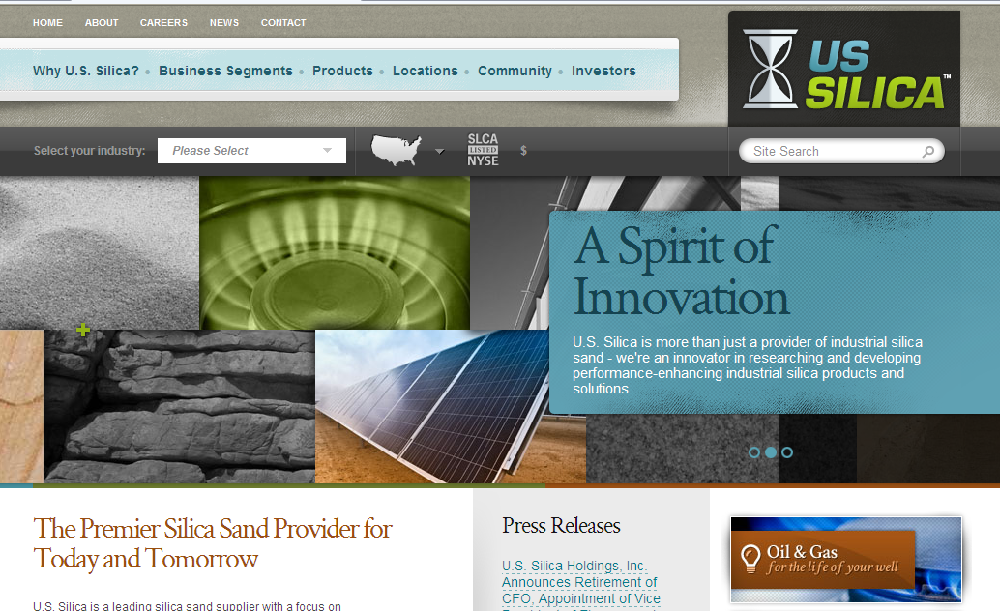 HOME ABOUT CAREERS NEWS CONTACT
Why U.S. Silica? Business Segments Products Locations Community Investors
US
SILICA™
Select your industry: Please Select
SLCA
LISTED
NYSE
$
Site Search
A Spirit of
Innovation
U.S. Silica is more than just a provider of industrial silica
sand - we're an innovator in researching and developing
performance-enhancing industrial silica products and
solutions.
The Premier Silica Sand Provider for
Today and Tomorrow
U.S. Silica is a leading silica sand supplier with a focus on
Press Releases
U.S. Silica Holdings, Inc.
Announces Retirement of
CFO, Appointment of Vice
Oil & Gas
for the life of your well